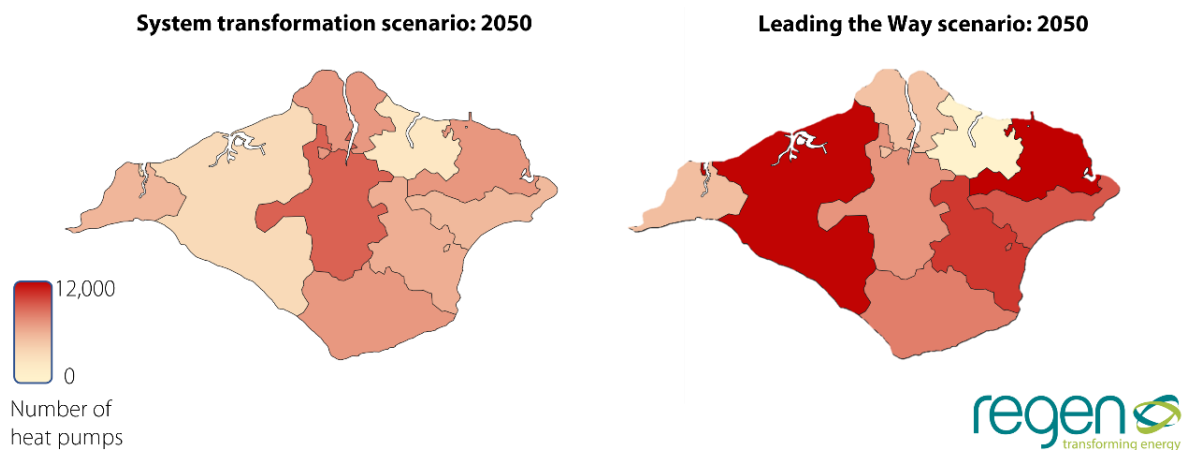 System transformation scenario: 2050
Leading the Way scenario: 2050
12,000
0
Number of
heat pumps
regen
transforming energy